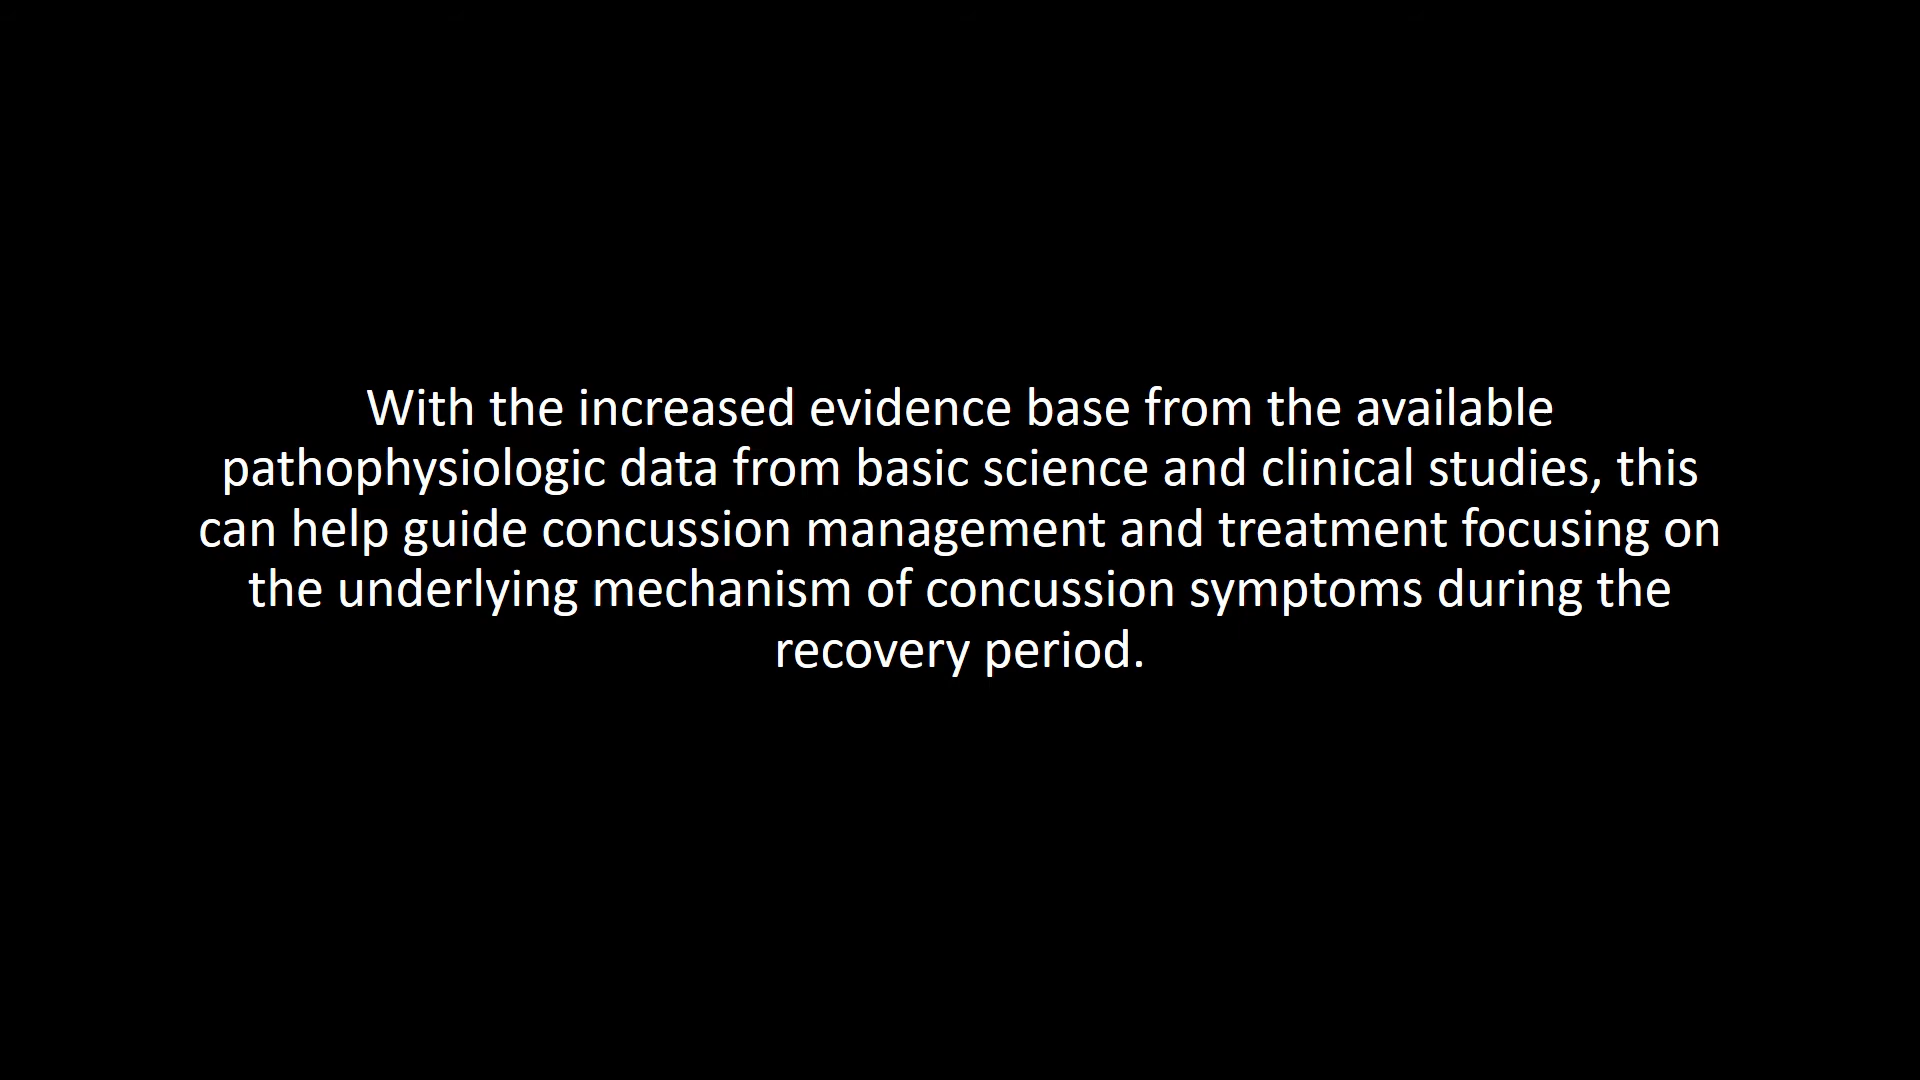 With the increased evidence base from the available
pathophysiologic data from basic science and clinical studies, this
can help guide concussion management and treatment focusing on
the underlying mechanism of concussion symptoms during the
recovery period.